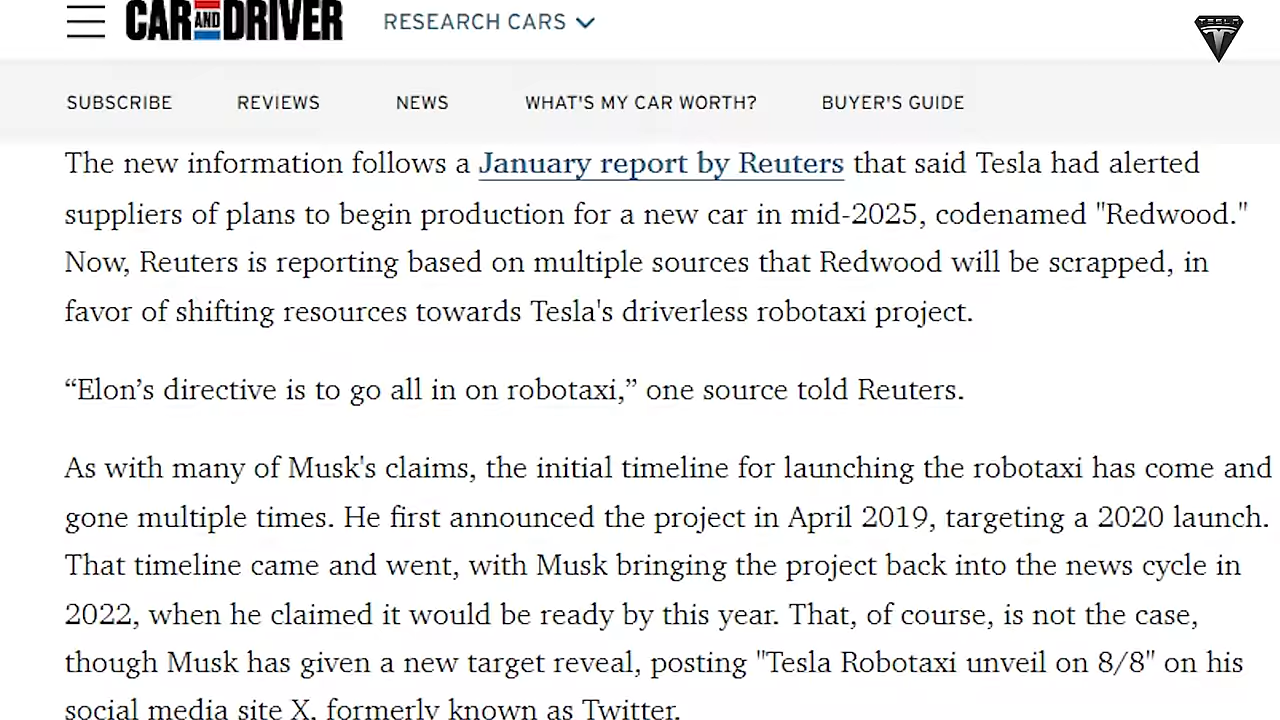 CAR AND DRIVER RESEARCH CARS
TESLA
SUBSCRIBE REVIEWS NEWS WHAT'S MY CAR WORTH? BUYER'S GUIDE
The new information follows a January report by Reuters that said Tesla had alerted
suppliers of plans to begin production for a new car in mid-2025, codenamed "Redwood."
Now, Reuters is reporting based on multiple sources that Redwood will be scrapped, in
favor of shifting resources towards Tesla's driverless robotaxi project.
“Elon’s directive is to go all in on robotaxi,” one source told Reuters.
As with many of Musk's claims, the initial timeline for launching the robotaxi has come and
gone multiple times. He first announced the project in April 2019, targeting a 2020 launch.
That timeline came and went, with Musk bringing the project back into the news cycle in
2022, when he claimed it would be ready by this year. That, of course, is not the case,
though Musk has given a new target reveal, posting "Tesla Robotaxi unveil on 8/8" on his
social media site X, formerly known as Twitter.